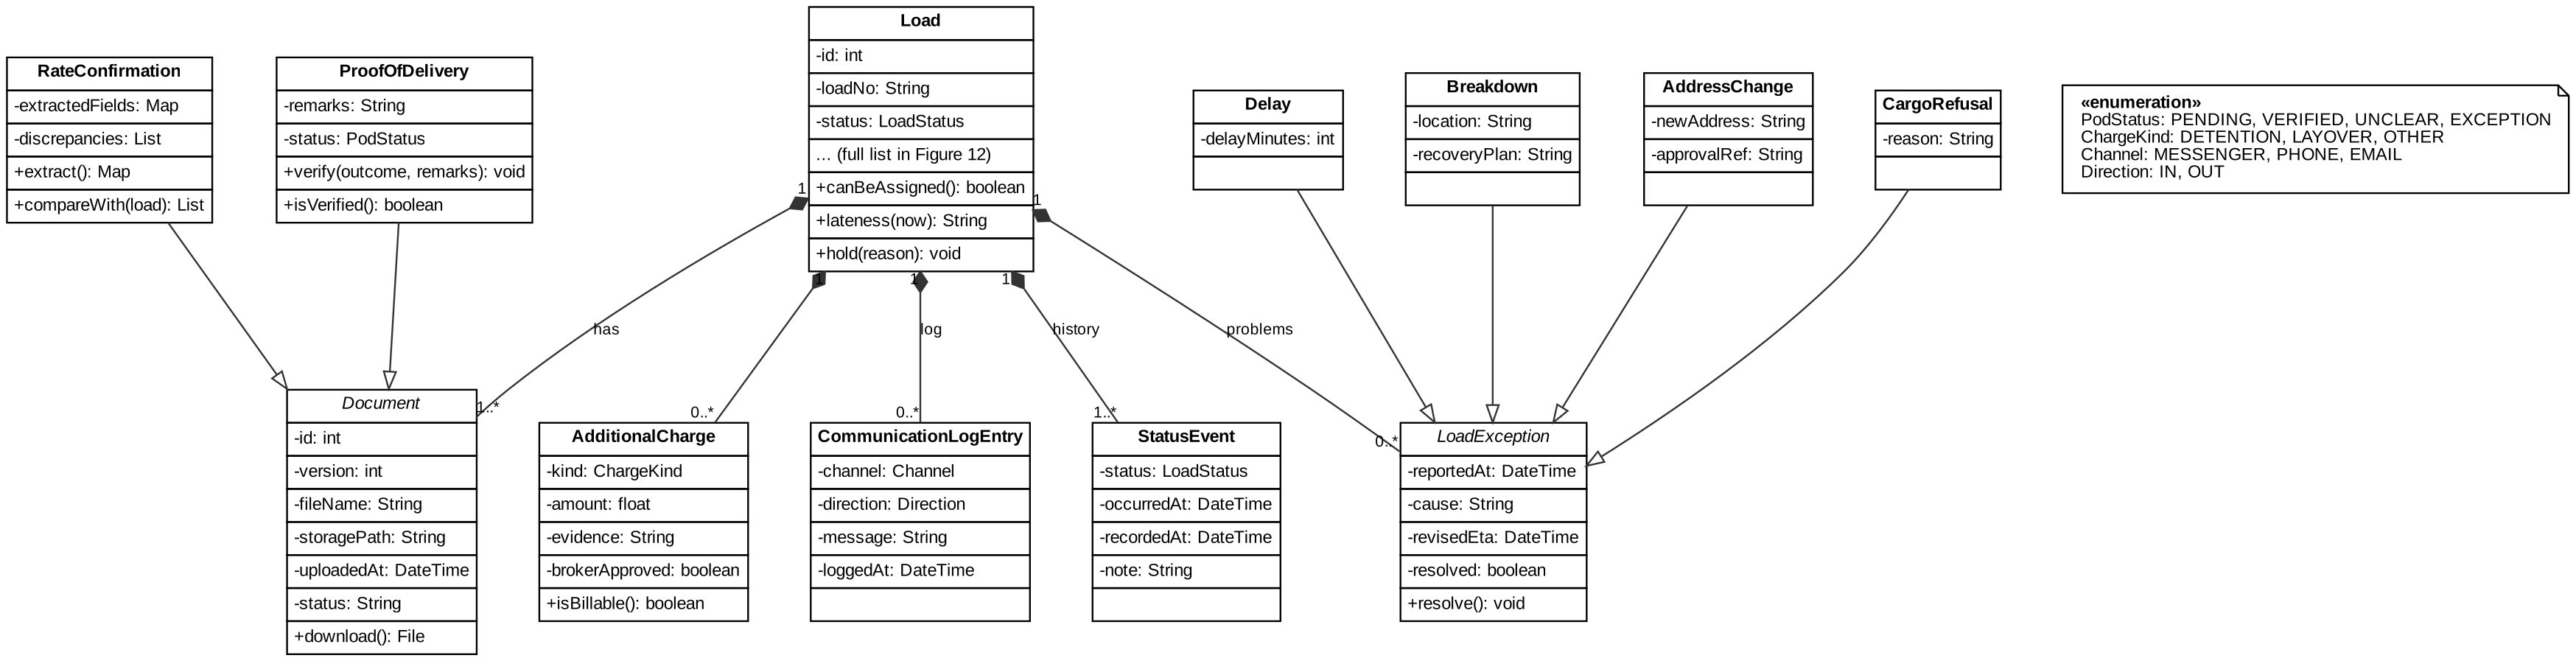 Load
-id: int
-loadNo: String
-status: LoadStatus
... (full list in Figure 12)
+canBeAssigned(): boolean
+lateness(now): String
+hold(reason): void
RateConfirmation
-extractedFields: Map
-discrepancies: List
+extract(): Map
+compareWith(load): List
ProofOfDelivery
-remarks: String
-status: PodStatus
+verify(outcome, remarks): void
+isVerified(): boolean
Delay
-delayMinutes: int
Breakdown
-location: String
-recoveryPlan: String
AddressChange
-newAddress: String
-approvalRef: String
CargoRefusal
-reason: String
«enumeration»
PodStatus: PENDING, VERIFIED, UNCLEAR, EXCEPTION
ChargeKind: DETENTION, LAYOVER, OTHER
Channel: MESSENGER, PHONE, EMAIL
Direction: IN, OUT
1
1
1
1
1
has
log
history
problems
1..*
0..*
0..*
1..*
0..*
Document
-id: int
-version: int
-fileName: String
-storagePath: String
-uploadedAt: DateTime
-status: String
+download(): File
AdditionalCharge
-kind: ChargeKind
-amount: float
-evidence: String
-brokerApproved: boolean
+isBillable(): boolean
CommunicationLogEntry
-channel: Channel
-direction: Direction
-message: String
-loggedAt: DateTime
StatusEvent
-status: LoadStatus
-occurredAt: DateTime
-recordedAt: DateTime
-note: String
LoadException
-reportedAt: DateTime
-cause: String
-revisedEta: DateTime
-resolved: boolean
+resolve(): void